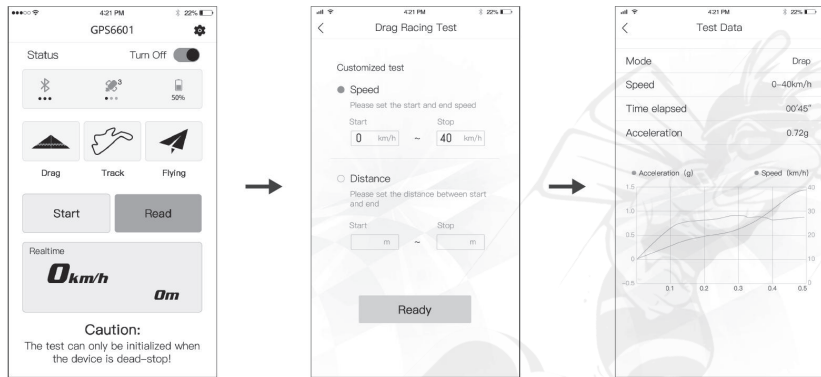 4:21 PM
22%
GPS6601
Status
Turn Off
3
50%
Drag
Track
Flying
Start
Read
Realtime
0km/h
0m
Caution:
The test can only be initialized when
the device is dead-stop!
4:21 PM
22%
Drag Racing Test
Customized test
Speed
Please set the start and end speed
Start
Stop
0 km/h ~ 40 km/h
Distance
Please set the distance between start
and end
Start
Stop
m ~ m
Ready
4:21 PM
22%
Test Data
Mode
Drap
Speed
0-40km/h
Time elapsed
00'45"
Acceleration
0.72g
Acceleration (g)
Speed (km/h)
1.5
40
1.0
30
0.5
20
0
10
-0.5
0
0.1
0.2
0.3
0.4
0.5